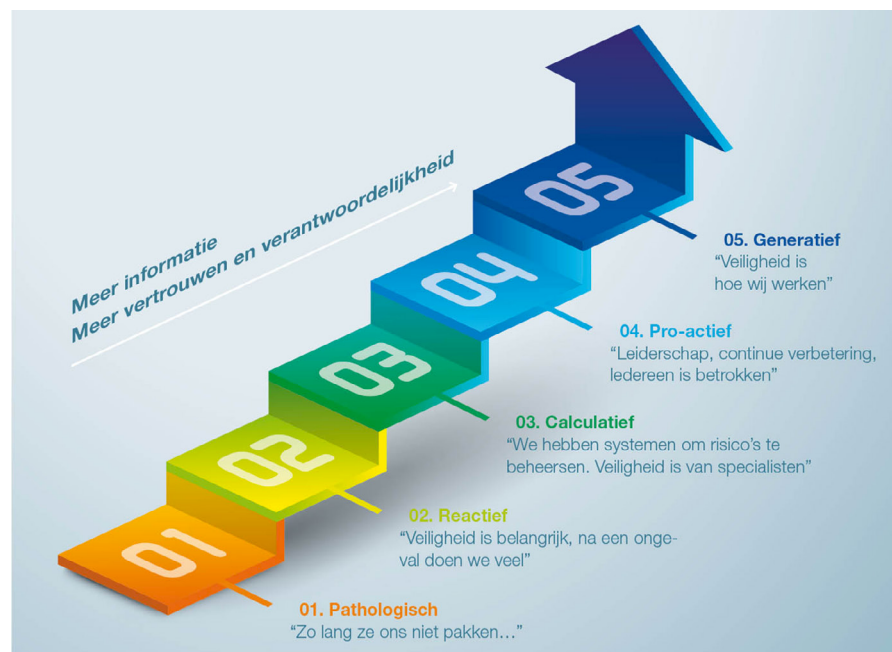 Meer informatie
Meer vertrouwen en verantwoordelijkheid
05
05. Generatief
“Veiligheid is
hoe wij werken”
04
04. Pro-actief
“Leiderschap, continue verbetering,
Iedereen is betrokken”
03
03. Calculatief
“We hebben systemen om risico’s te
beheersen. Veiligheid is van specialisten”
02
02. Reactief
“Veiligheid is belangrijk, na een onge-
val doen we veel”
01
01. Pathologisch
“Zo lang ze ons niet pakken…”